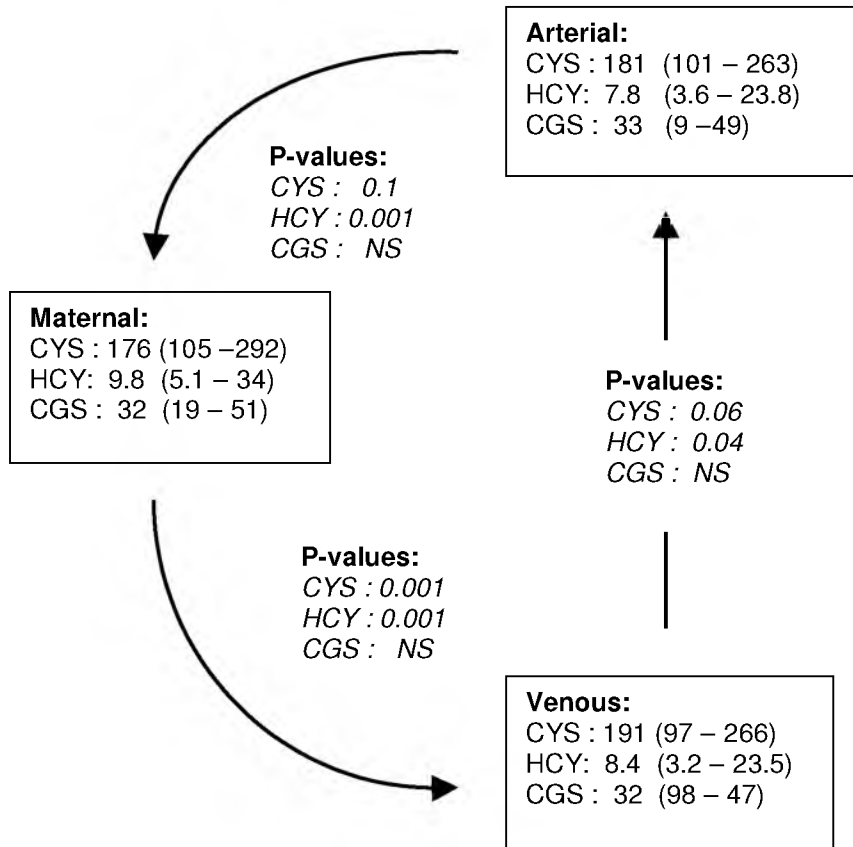 Arterial:
CYS : 181 (101 – 263)
HCY: 7.8 (3.6 – 23.8)
CGS : 33 (9 –49)
P-values:
CYS : 0.1
HCY : 0.001
CGS : NS
Maternal:
CYS : 176 (105 –292)
HCY: 9.8 (5.1 – 34)
CGS : 32 (19 – 51)
P-values:
CYS : 0.06
HCY : 0.04
CGS : NS
P-values:
CYS : 0.001
HCY : 0.001
CGS : NS
Venous:
CYS : 191 (97 – 266)
HCY: 8.4 (3.2 – 23.5)
CGS : 32 (98 – 47)